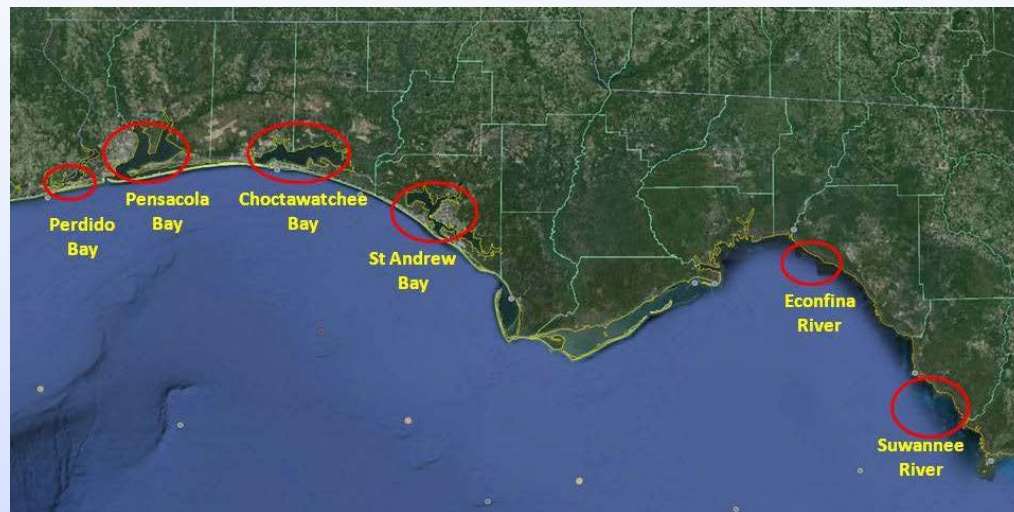 Perdido
Bay
Pensacola
Bay
Choctawatchee
Bay
St Andrew
Bay
Econfina
River
Suwannee
River